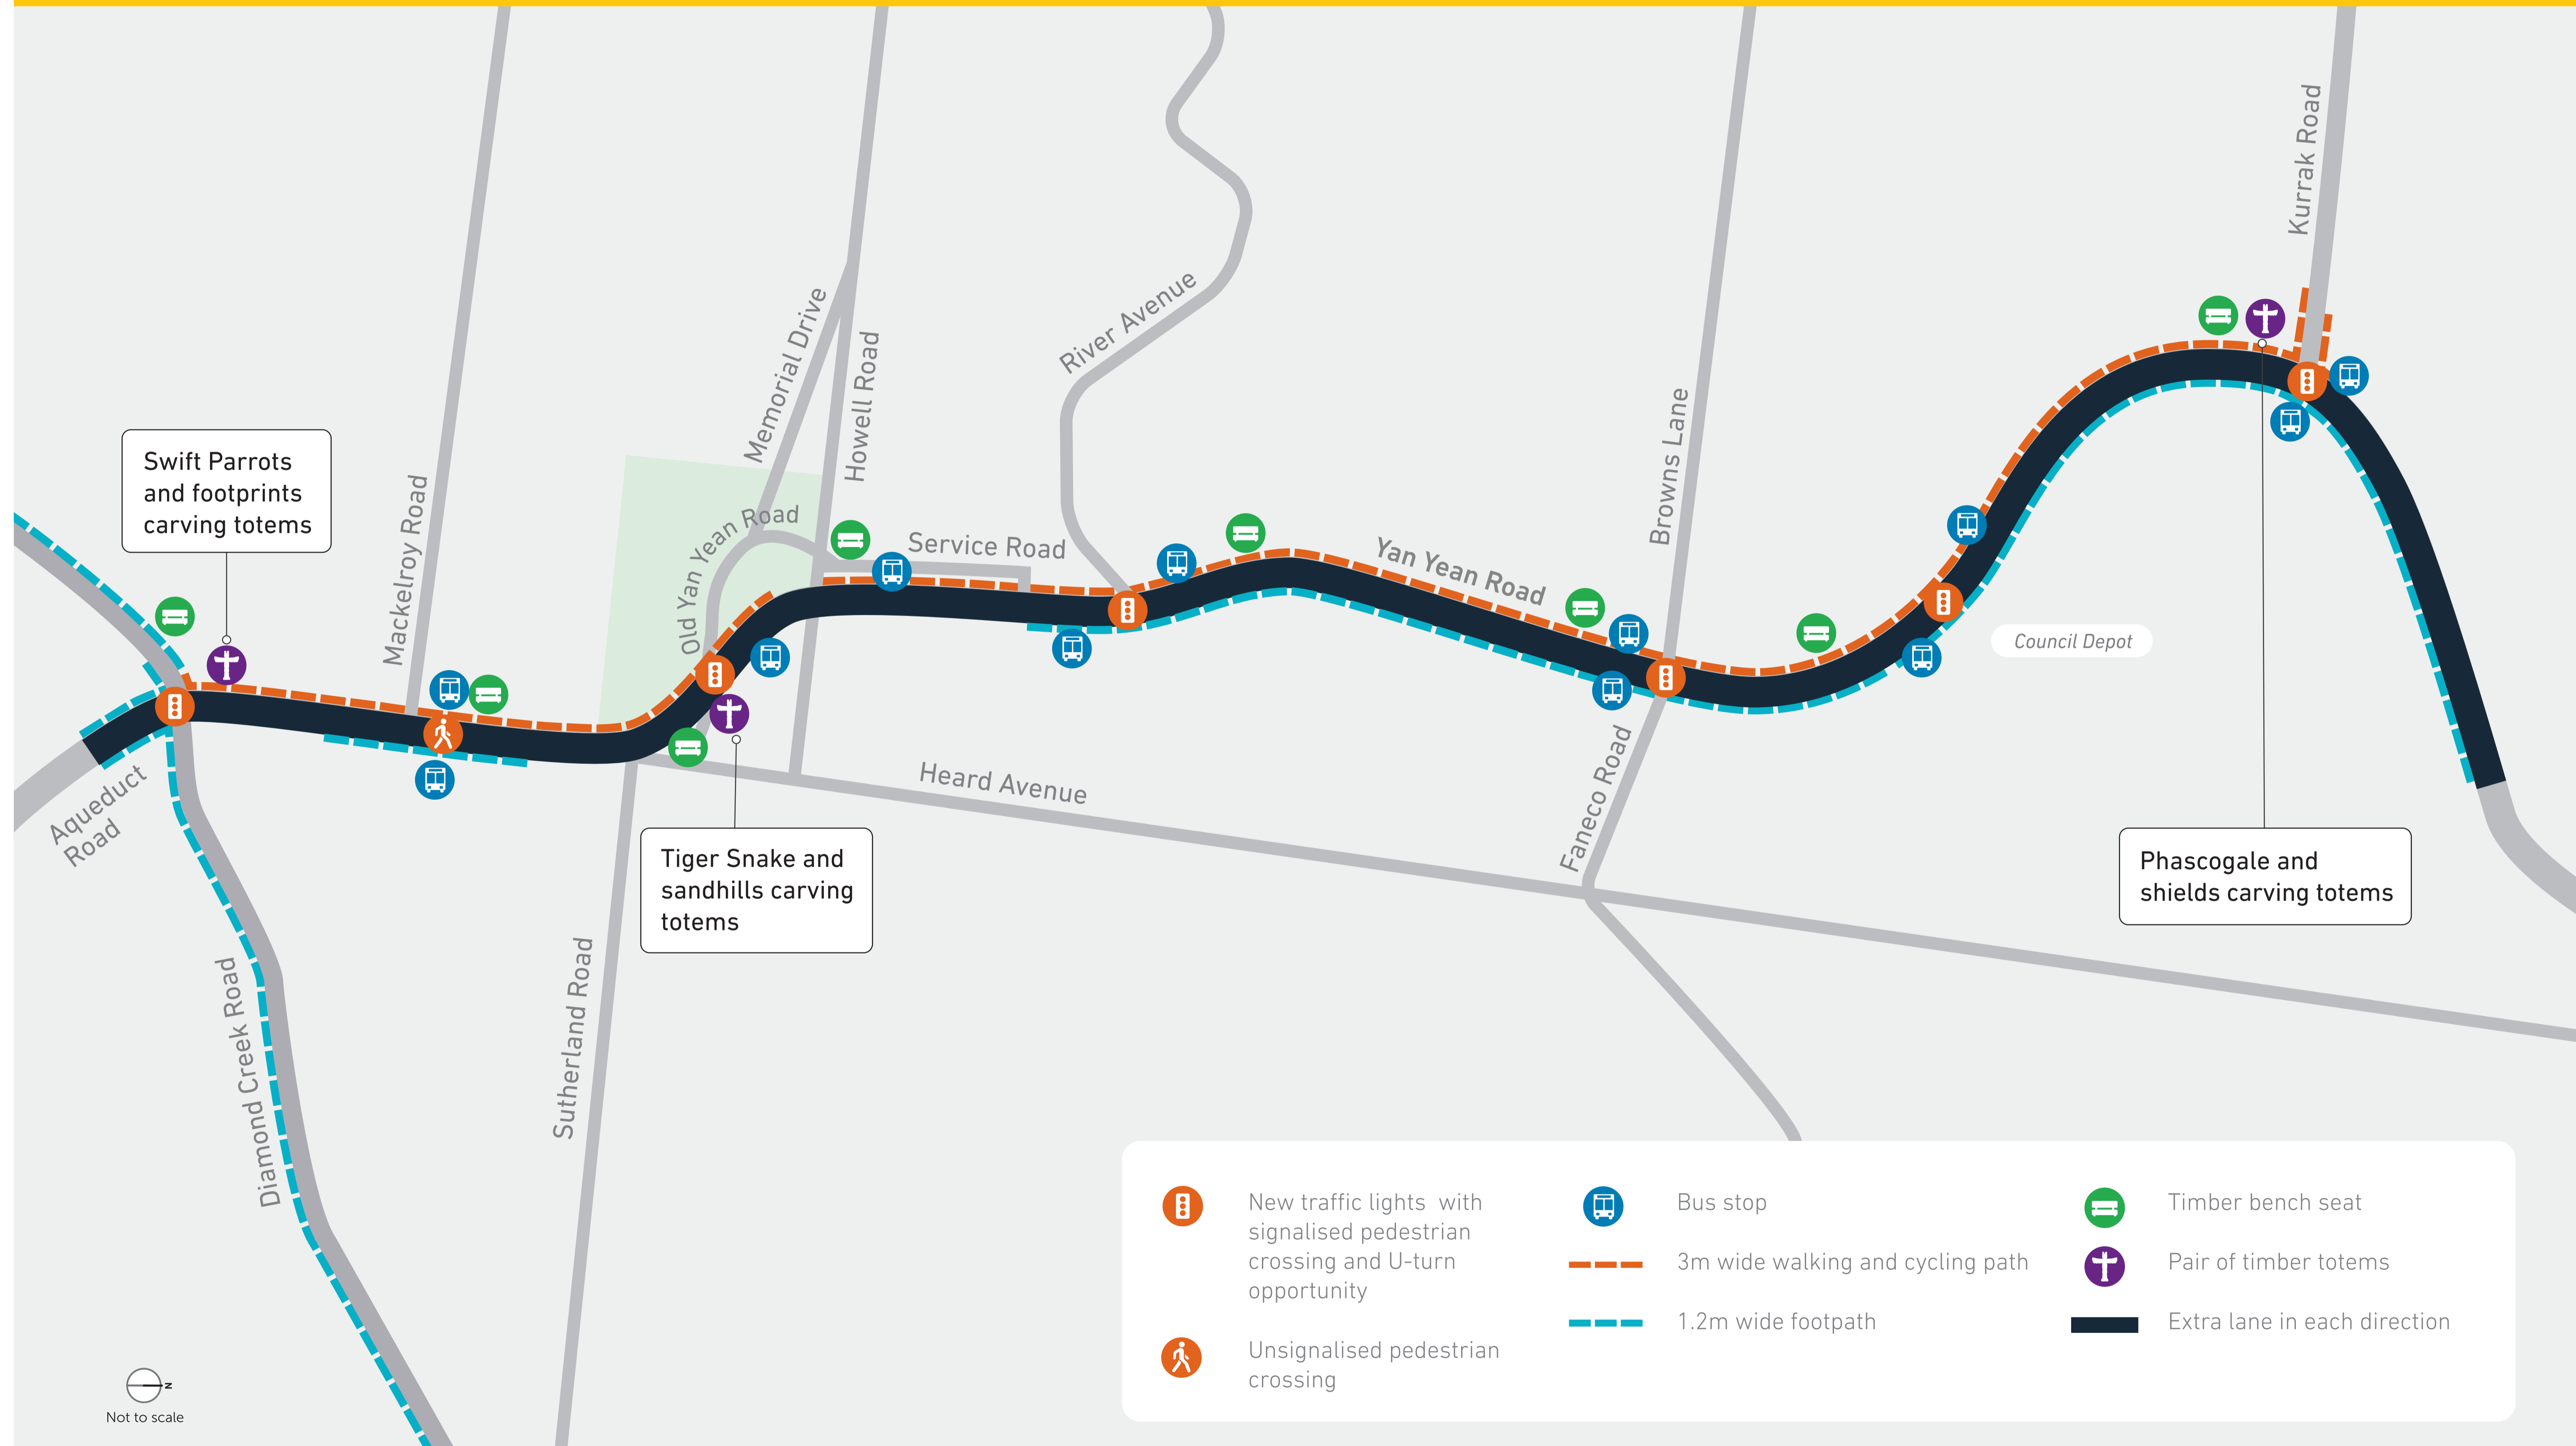 Kurrak Road
River Avenue
Memorial Drive
Howell Road
Browns Lane
Swift Parrots
and footprints
carving totems
Mackelroy Road
Old Yan Yean Road
Service Road
Yan Yean Road
Council Depot
Aqueduct
Road
Heard Avenue
Faneco Road
Tiger Snake and
sandhills carving
totems
Phascogale and
shields carving totems
Diamond Creek Road
Sutherland Road
New traffic lights with
signalised pedestrian
crossing and U-turn
opportunity
Unsignalised pedestrian
crossing
Bus stop
3m wide walking and cycling path
1.2m wide footpath
Timber bench seat
Pair of timber totems
Extra lane in each direction
N
Not to scale